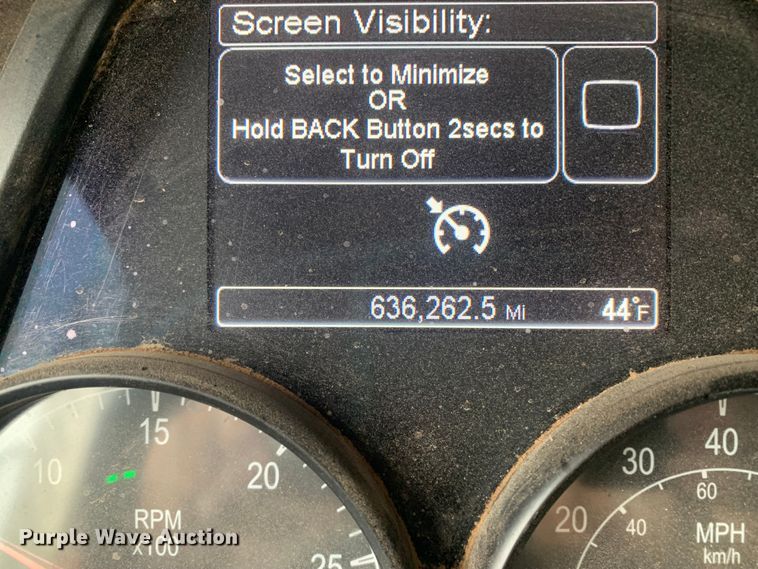 Screen Visibility:
Select to Minimize
OR
Hold BACK Button 2secs to
Turn Off
636,262.5 MI 44°F
10 15 20 25
RPM
x100
20 30 40
40 60
MPH
km/h
Purple Wave Auction